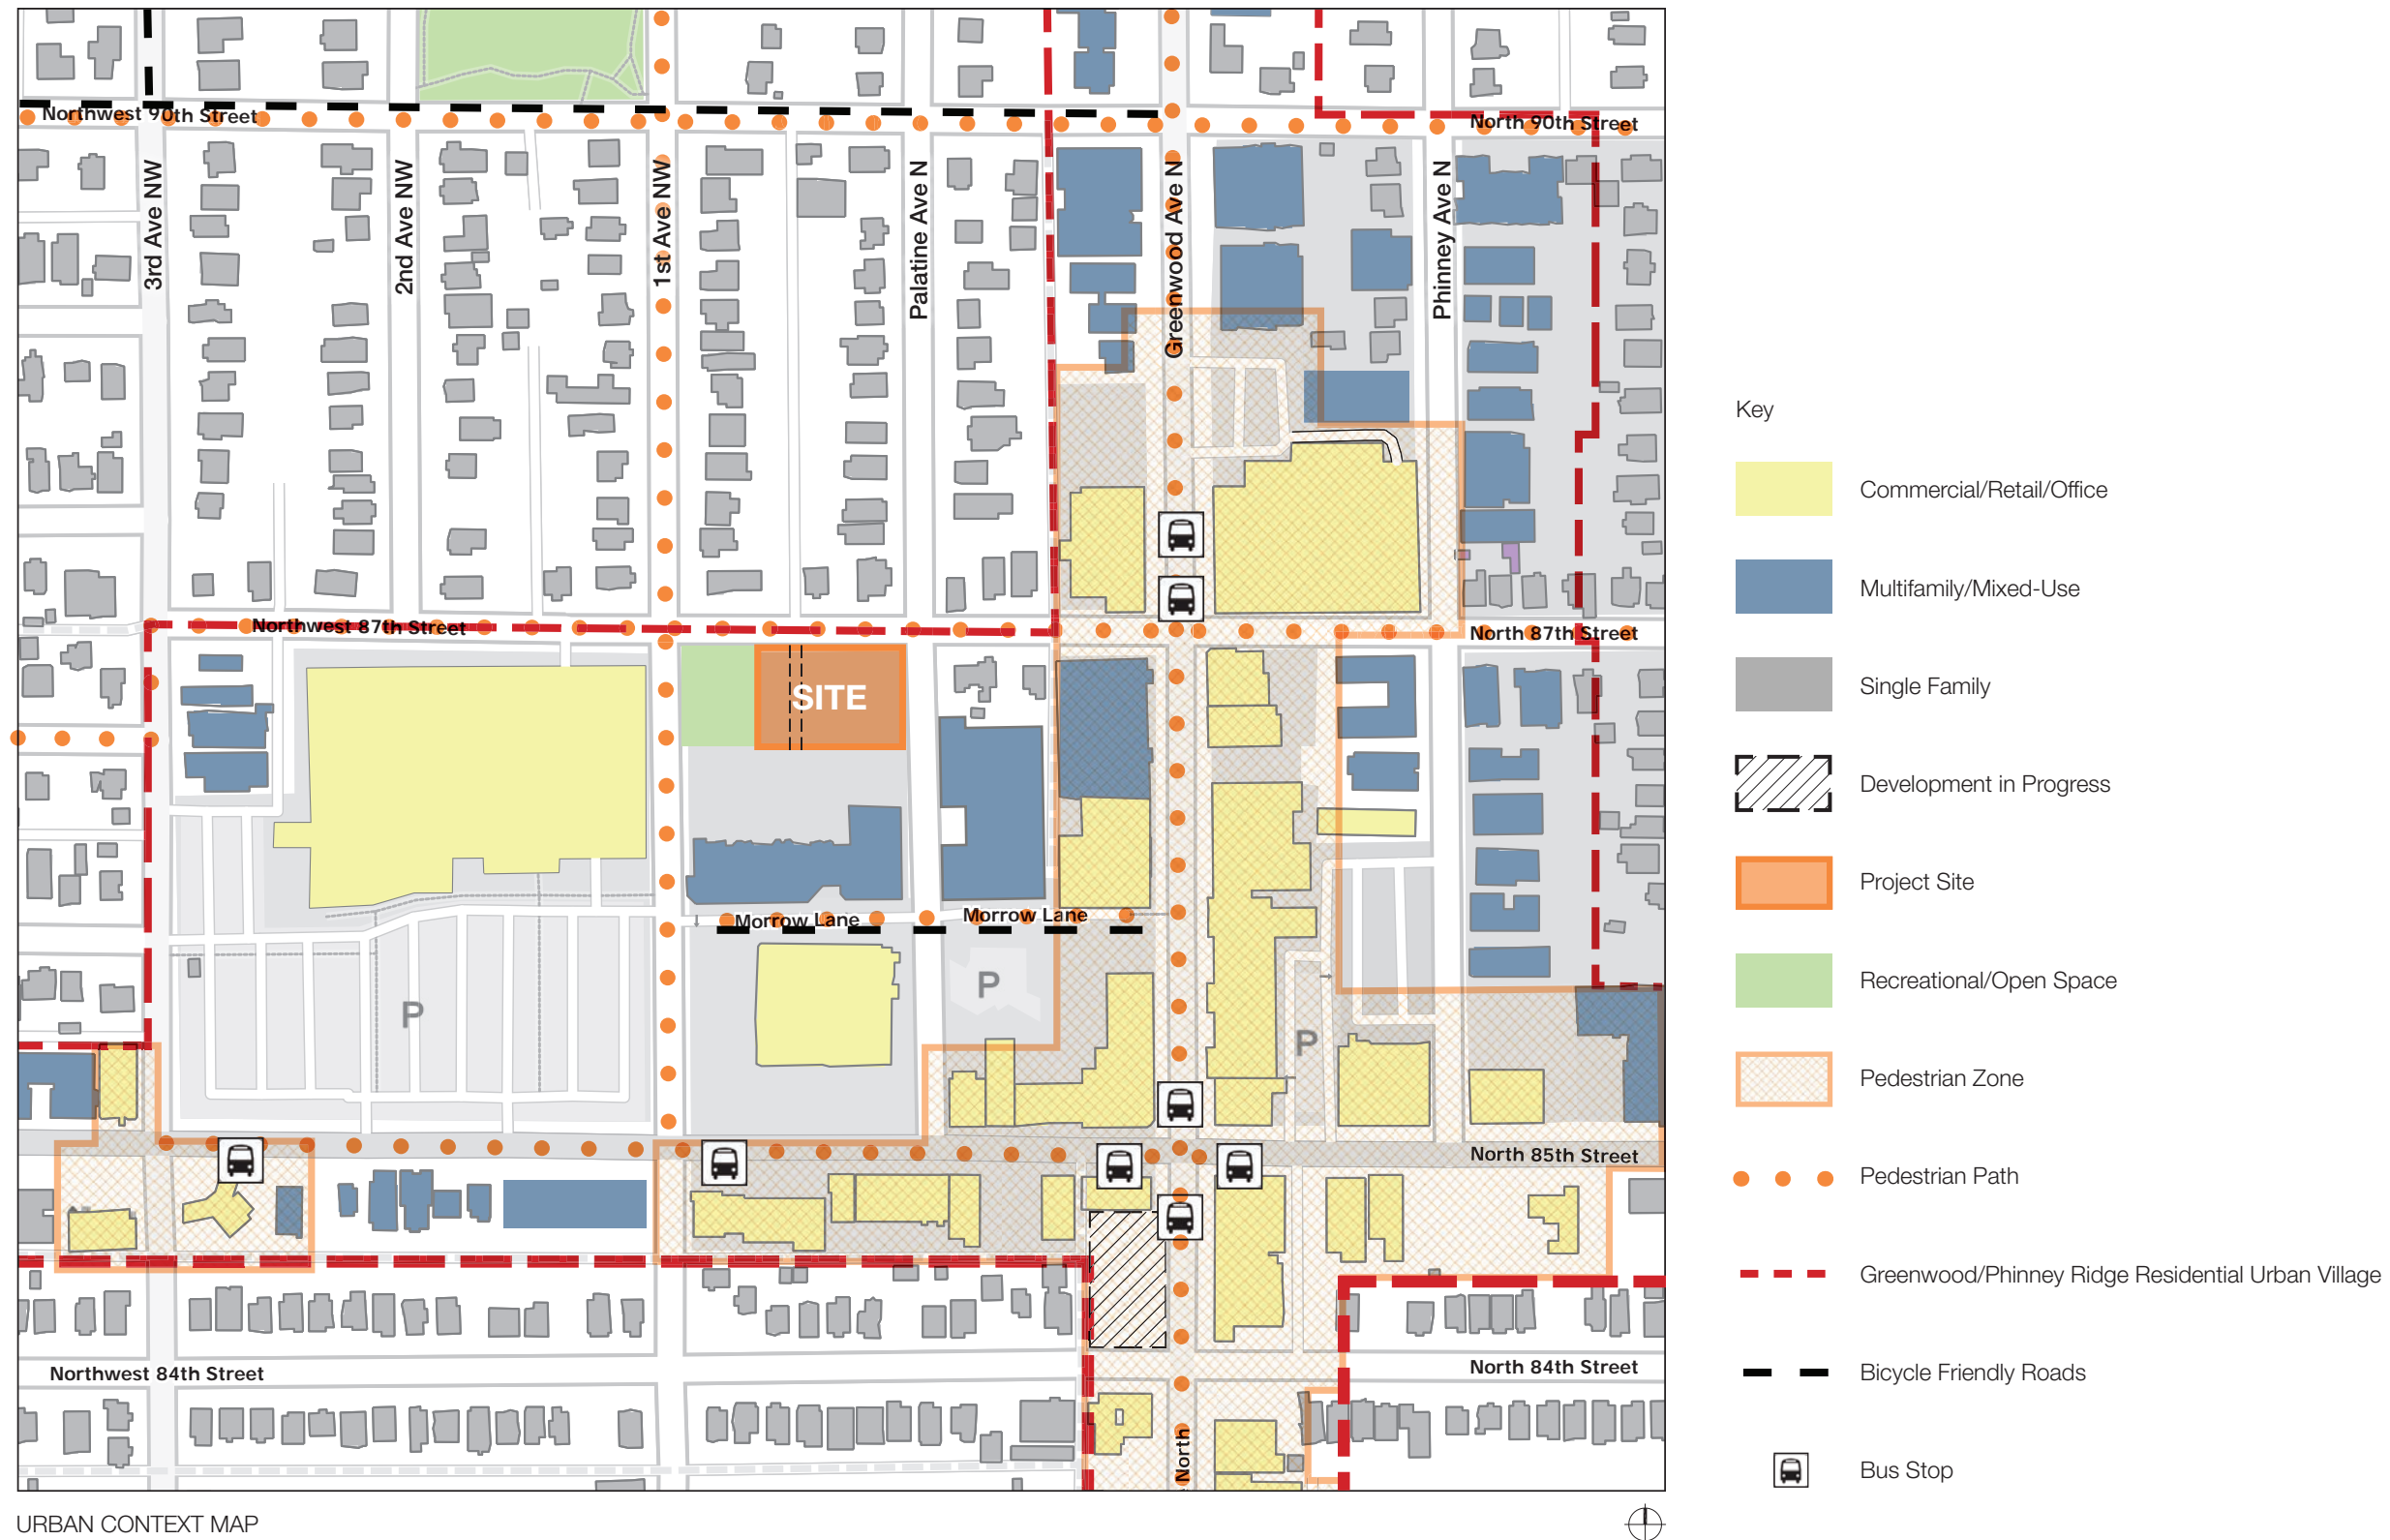 Northwest 90th Street
North 90th Street
3rd Ave NW
2nd Ave NW
1st Ave NW
Palatine Ave N
Greenwood Ave N
Phinney Ave N
Northwest 87th Street
North 87th Street
SITE
Morrow Lane
Morrow Lane
P
P
P
North 85th Street
Northwest 84th Street
North 84th Street
North
URBAN CONTEXT MAP
Key
Commercial/Retail/Office
Multifamily/Mixed-Use
Single Family
Development in Progress
Project Site
Recreational/Open Space
Pedestrian Zone
Pedestrian Path
Greenwood/Phinney Ridge Residential Urban Village
Bicycle Friendly Roads
Bus Stop